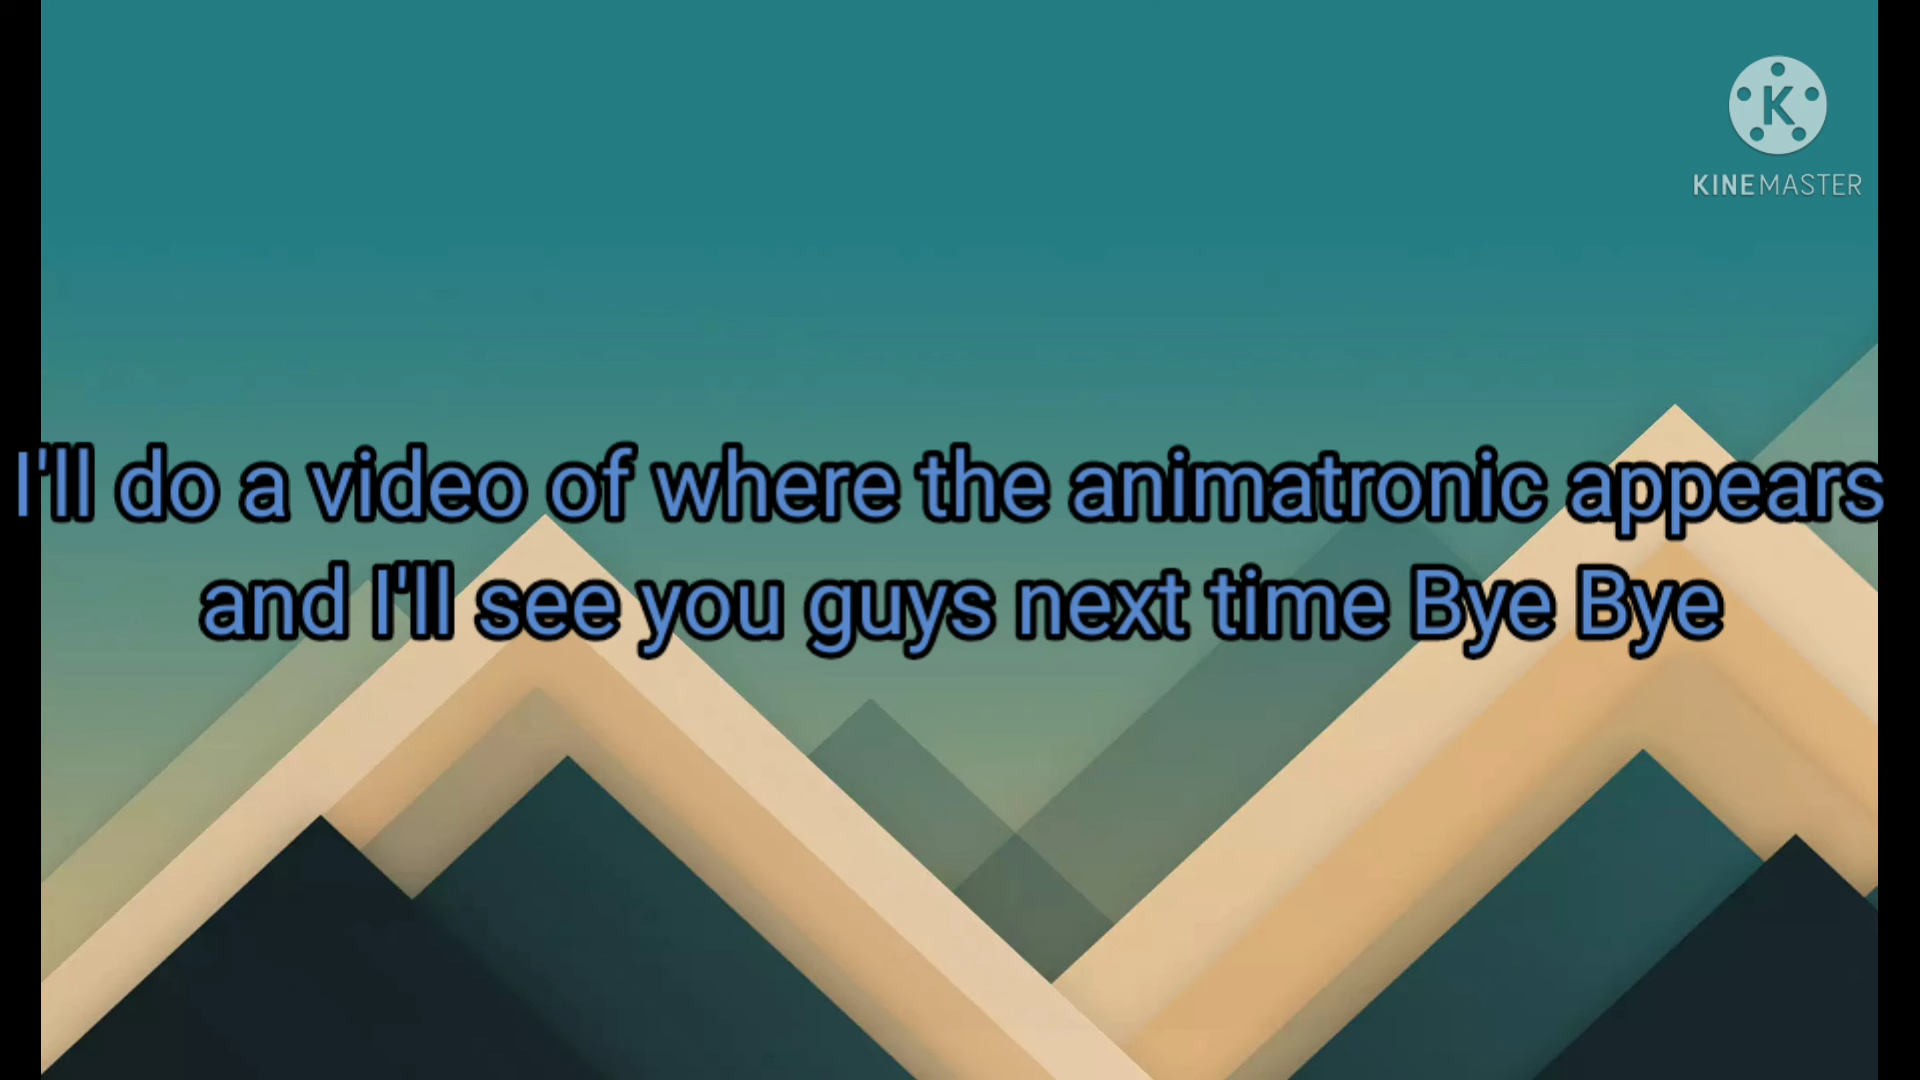 K
KINEMASTER
I'll do a video of where the animatronic appears
and I'll see you guys next time Bye Bye